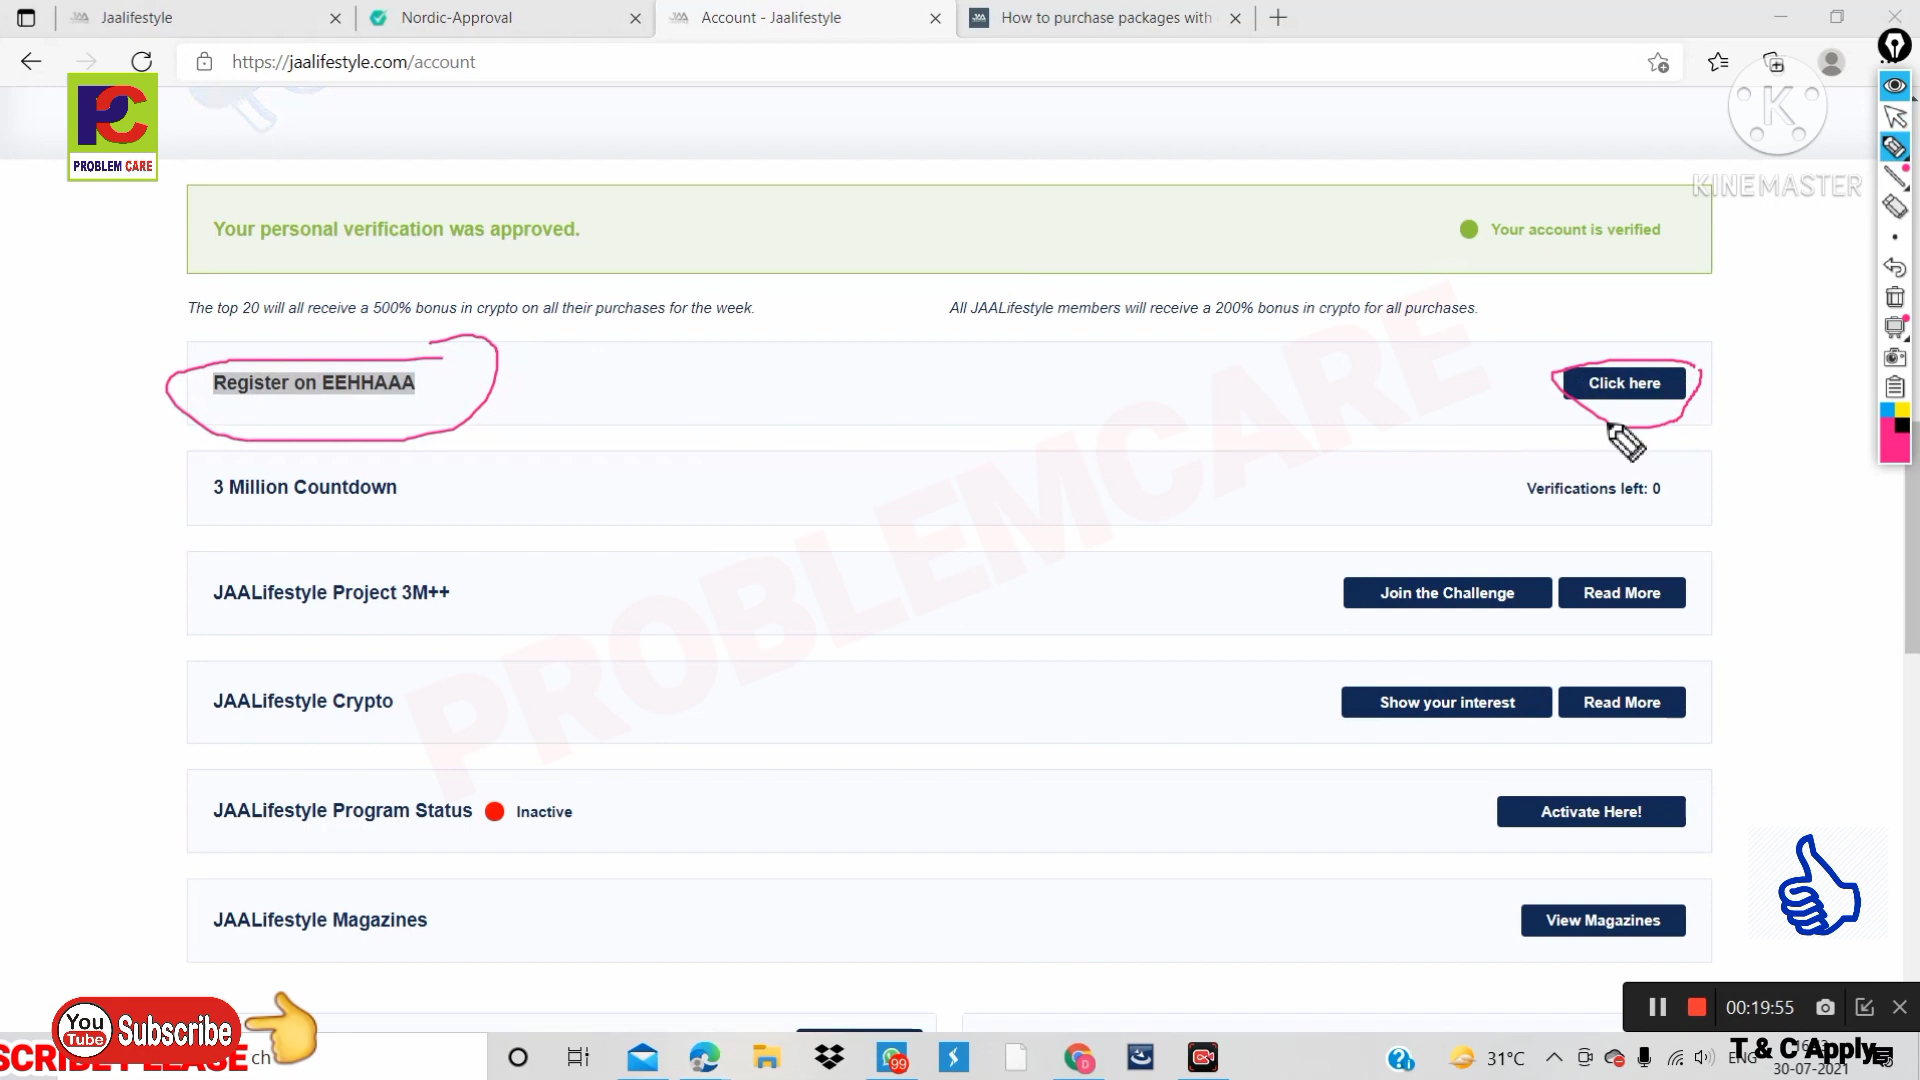 Jaalifestyle
Nordic-Approval
Account - Jaalifestyle
How to purchase packages with
https://jaalifestyle.com/account
PC
PROBLEM CARE
K
KINEMASTER
Your personal verification was approved.
Your account is verified
The top 20 will all receive a 500% bonus in crypto on all their purchases for the week.
All JAALifestyle members will receive a 200% bonus in crypto for all purchases.
Register on EEHHAAA
Click here
3 Million Countdown
Verifications left: 0
PROBLEMCARE
JAALifestyle Project 3M++
Join the Challenge
Read More
JAALifestyle Crypto
Show your interest
Read More
JAALifestyle Program Status
Inactive
Activate Here!
JAALifestyle Magazines
View Magazines
00:19:55
You
Tube
Subscribe
SCRIBE PLEASE
ch
99
31°C
ENG
T & C Apply
30-07-2021